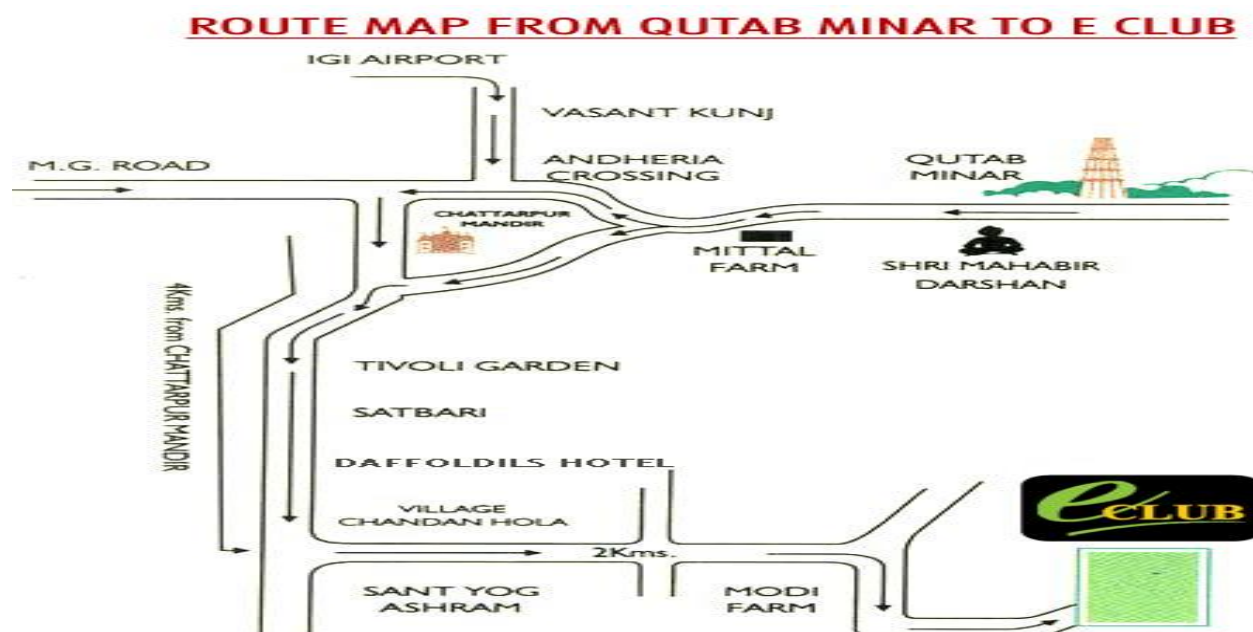 ROUTE MAP FROM QUTAB MINAR TO E CLUB
IGI AIRPORT
VASANT KUNJ
M.G. ROAD
ANDHERIA
CROSSING
QUTAB
MINAR
CHATTARPUR
MANDIR
MITTAL
FARM
SHRI MAHABIR
DARSHAN
4Kms. from CHATTARPUR MANDIR
TIVOLI GARDEN
SATBARI
DAFFOLDILS HOTEL
VILLAGE
CHANDAN HOLA
2Kms.
SANT YOG
ASHRAM
MODI
FARM
e CLUB